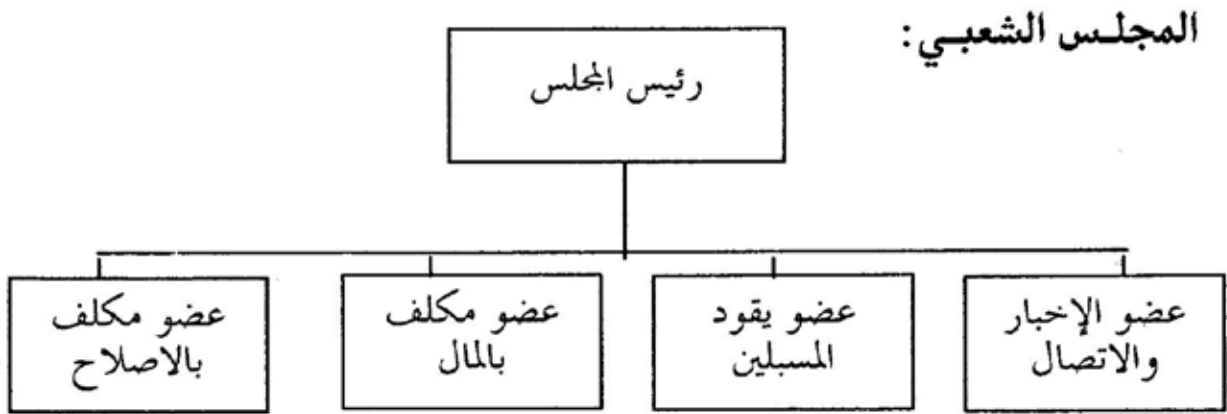 المجلس الشعبي:
رئيس المجلس
عضو الإخبار
والاتصال
عضو يقود
المسبلين
عضو مكلف
بالمال
عضو مكلف
بالاصلاح